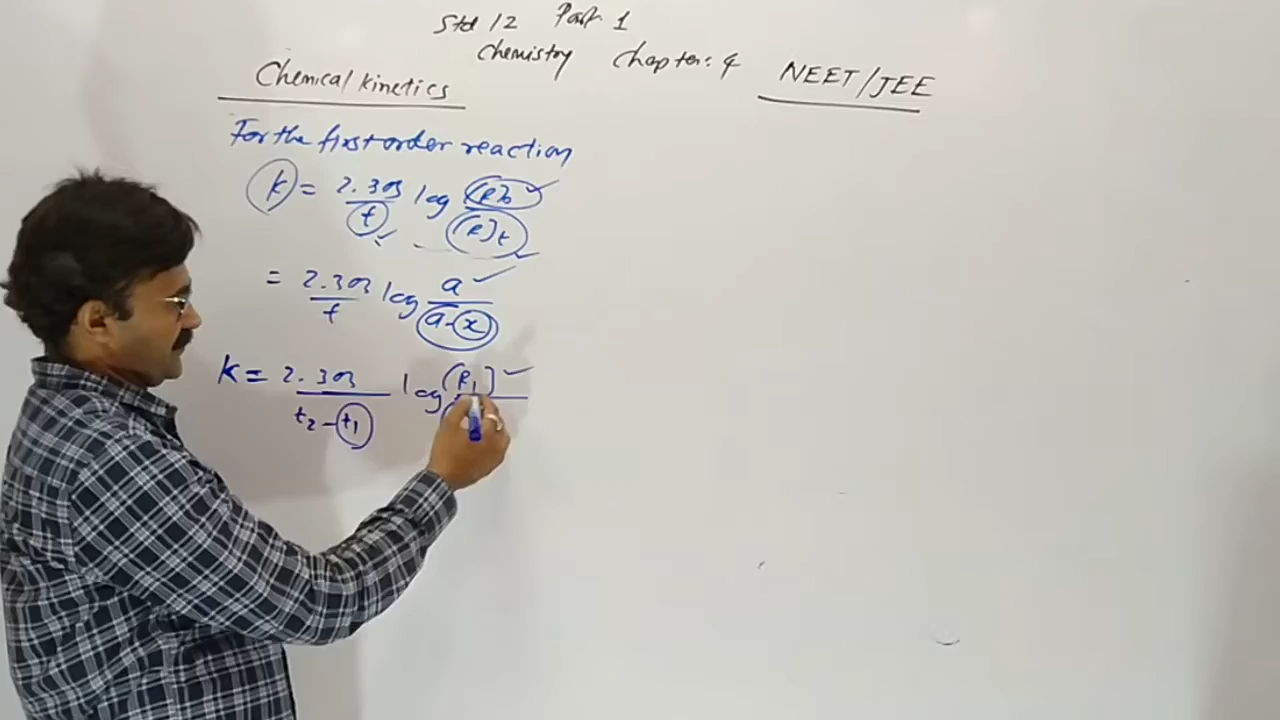 Std 12 Part 1
Chemistry Chapter: 4
NEET/JEE
Chemical kinetics
For the first order reaction
k = 2.303/t log [R]0/[R]t
= 2.303/t log a/a-x
k = 2.303/t2-t1 log [R1]